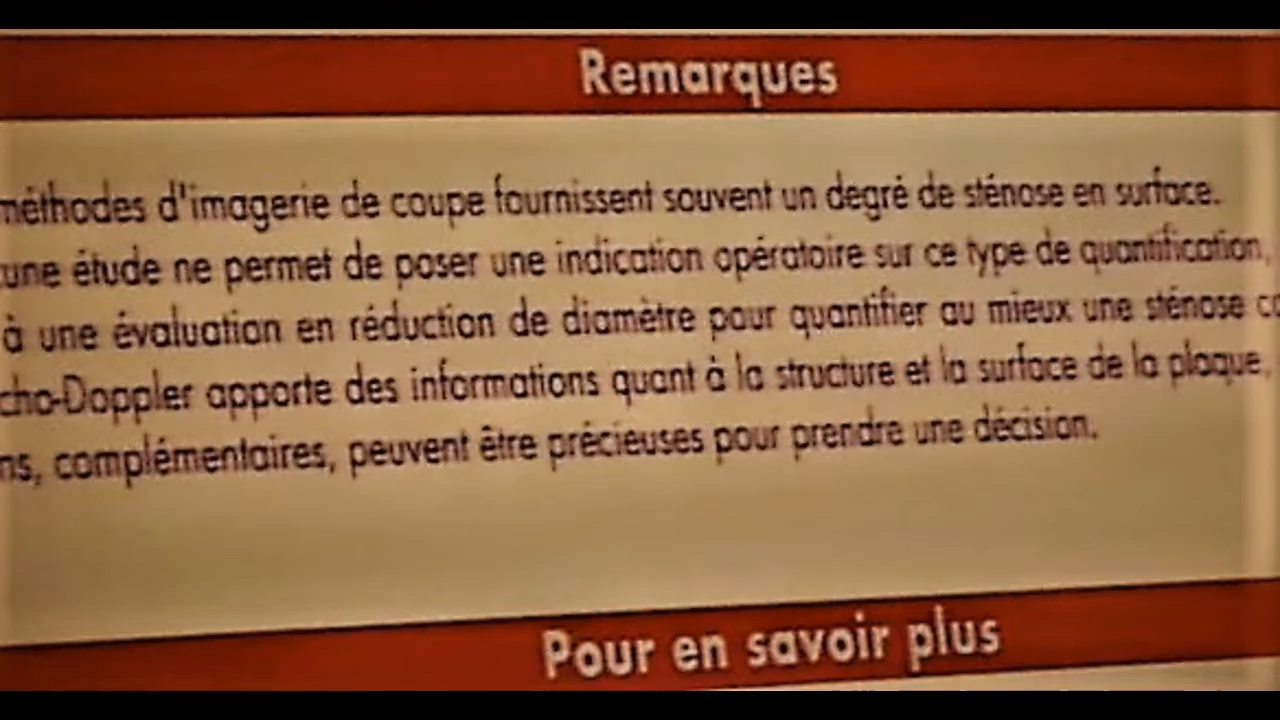 Remarques
méthodes d'imagerie de coupe fournissent souvent un degré de sténose en surface.
une étude ne permet de poser une indication opératoire sur ce type de quantification,
à une évaluation en réduction de diamètre pour quantifier au mieux une sténose
cho-Doppler apporte des informations quant à la structure et la surface de la plaque.
ns, complémentaires, peuvent être précieuses pour prendre une décision.
Pour en savoir plus